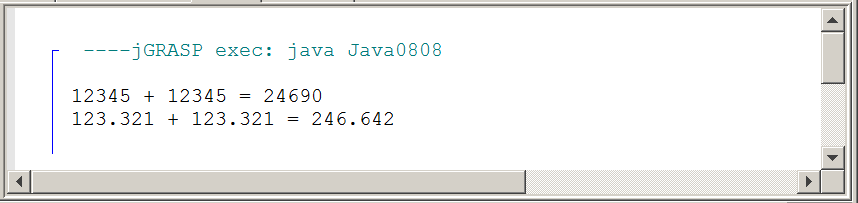 ----jGRASP exec: java Java0808
12345 + 12345 = 24690
123.321 + 123.321 = 246.642